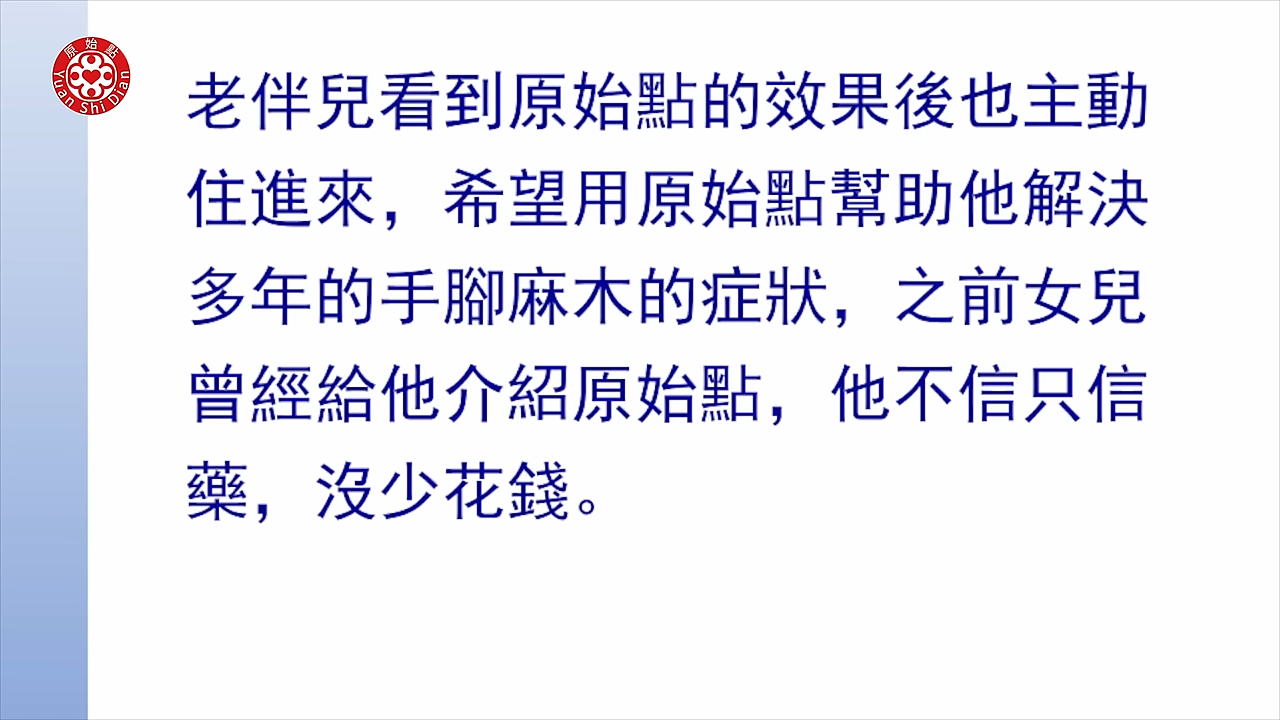 原始點
Yuan Shi Dian
老伴兒看到原始點的效果後也主動
住進來，希望用原始點幫助他解決
多年的手腳麻木的症狀，之前女兒
曾經給他介紹原始點，他不信只信
藥，沒少花錢。